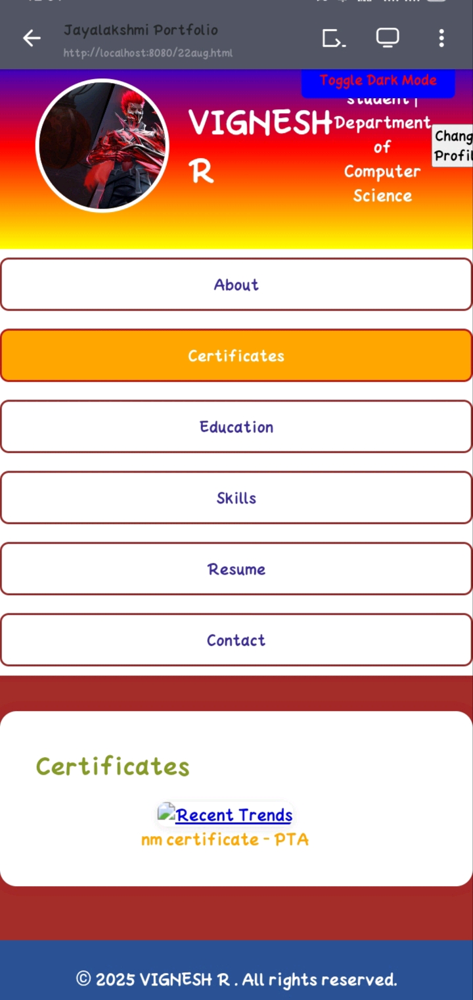 Jayalakshmi Portfolio
http://localhost:8080/22aug.html
Toggle Dark Mode
VIGNESH
R
student |
Department
of
Computer
Science
Chang
Profil
About
Certificates
Education
Skills
Resume
Contact
Certificates
Recent Trends
nm certificate - PTA
© 2025 VIGNESH R . All rights reserved.